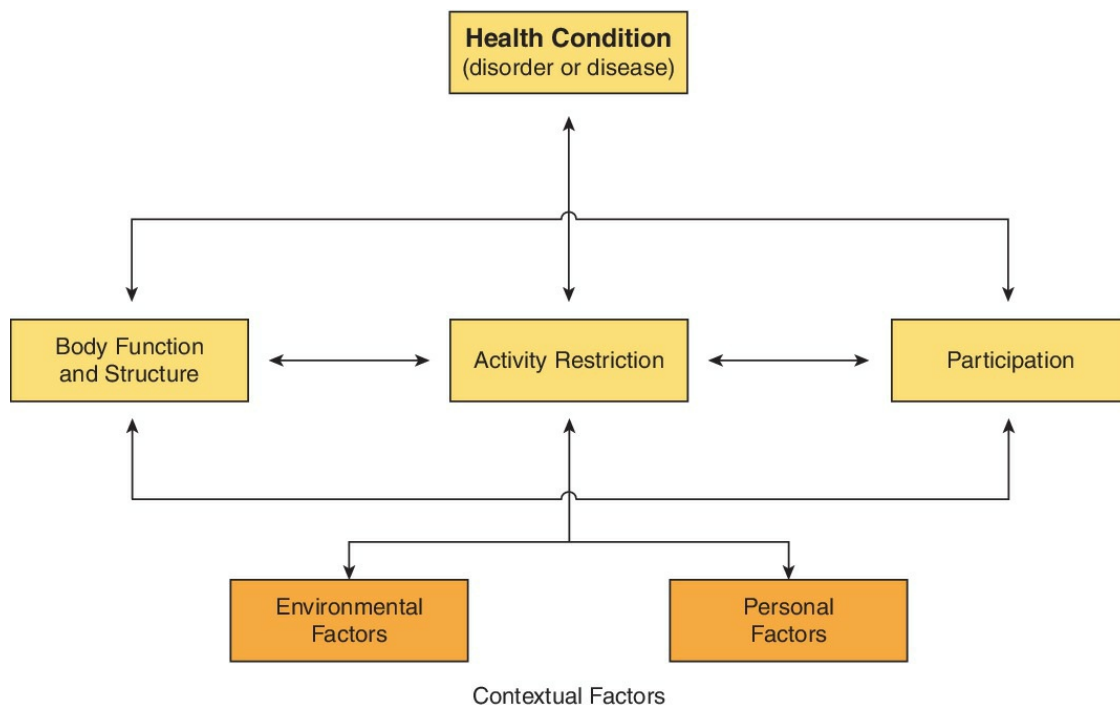 Health Condition
(disorder or disease)
Body Function
and Structure
Activity Restriction
Participation
Environmental
Factors
Personal
Factors
Contextual Factors